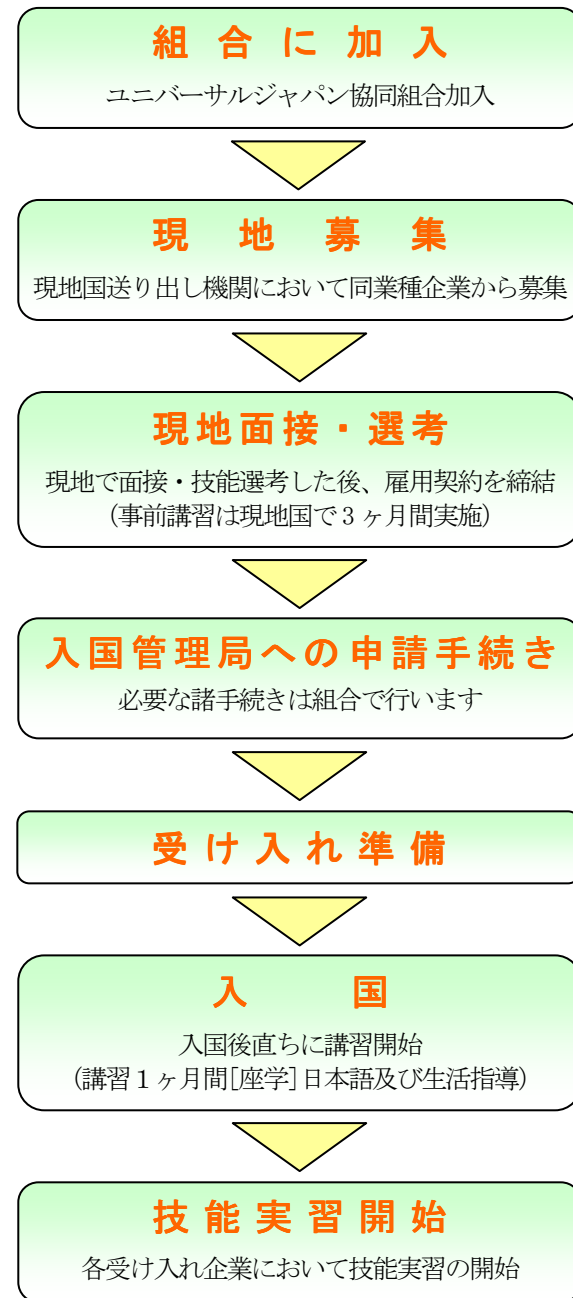 組合に加入
ユニバーサルジャパン協同組合加入
現地募集
現地国送り出し機関において同業種企業から募集
現地面接・選考
現地で面接・技能選考した後、雇用契約を締結
(事前講習は現地国で３ヶ月間実施)
入国管理局への申請手続き
必要な諸手続きは組合で行います
受け入れ準備
入国
入国後直ちに講習開始
(講習１ヶ月間[座学]日本語及び生活指導)
技能実習開始
各受け入れ企業において技能実習の開始